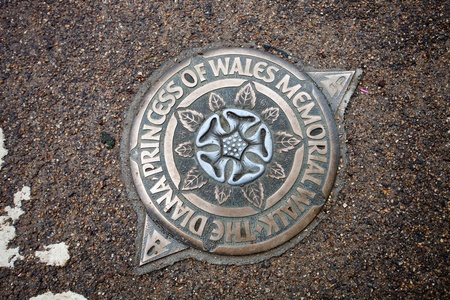 THE DIANA PRINCESS OF WALES MEMORIAL WALK